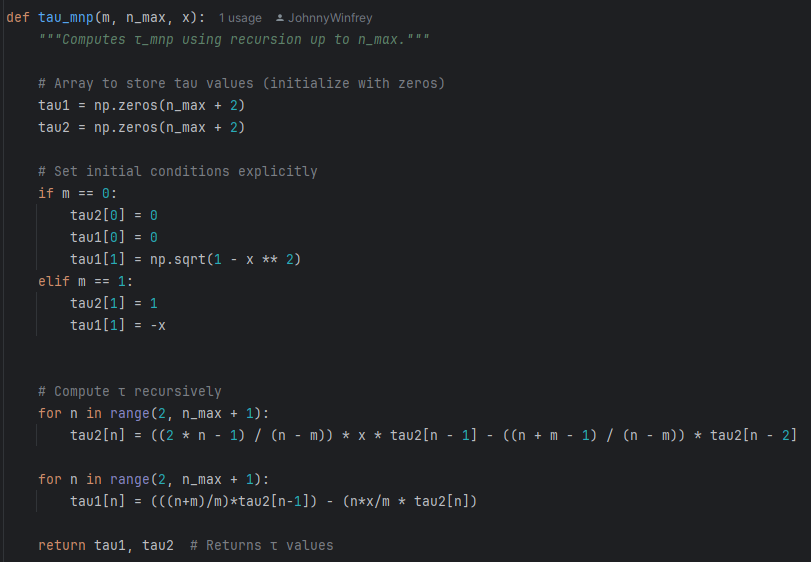 def tau_mnp(m, n_max, x): 1 usage JohnnyWinfrey
    """Computes τ_mnp using recursion up to n_max."""
    # Array to store tau values (initialize with zeros)
    tau1 = np.zeros(n_max + 2)
    tau2 = np.zeros(n_max + 2)
    # Set initial conditions explicitly
    if m == 0:
        tau2[0] = 0
        tau1[0] = 0
        tau1[1] = np.sqrt(1 - x ** 2)
    elif m == 1:
        tau2[1] = 1
        tau1[1] = -x
    # Compute τ recursively
    for n in range(2, n_max + 1):
        tau2[n] = ((2 * n - 1) / (n - m)) * x * tau2[n - 1] - ((n + m - 1) / (n - m)) * tau2[n - 2]
    for n in range(2, n_max + 1):
        tau1[n] = (((n+m)/m)*tau2[n-1]) - (n*x/m * tau2[n])
    return tau1, tau2  # Returns τ values